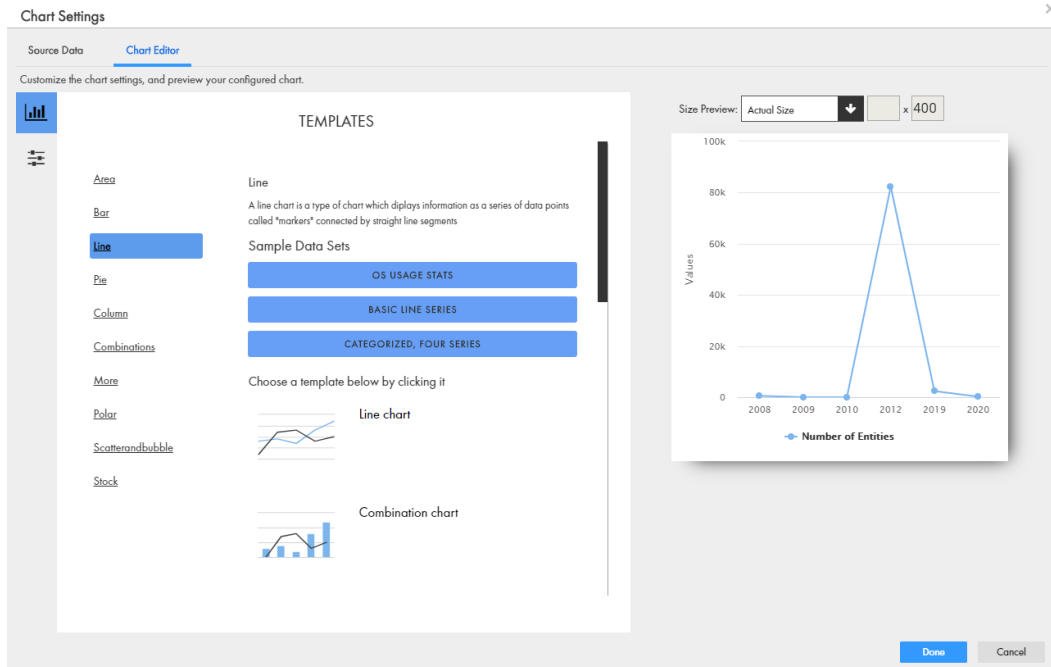 Chart Settings
Source Data
Chart Editor
Customize the chart settings, and preview your configured chart.
TEMPLATES
Area
Bar
Line
Pie
Column
Combinations
More
Polar
Scatterandbubble
Stock
Line
A line chart is a type of chart which diplays information as a series of data points
called "markers" connected by straight line segments
Sample Data Sets
OS USAGE STATS
BASIC LINE SERIES
CATEGORIZED, FOUR SERIES
Choose a template below by clicking it
Line chart
Combination chart
Size Preview: Actual Size x 400
100k
80k
60k
40k
20k
0
Values
2008 2009 2010 2012 2019 2020
Number of Entities
Done
Cancel